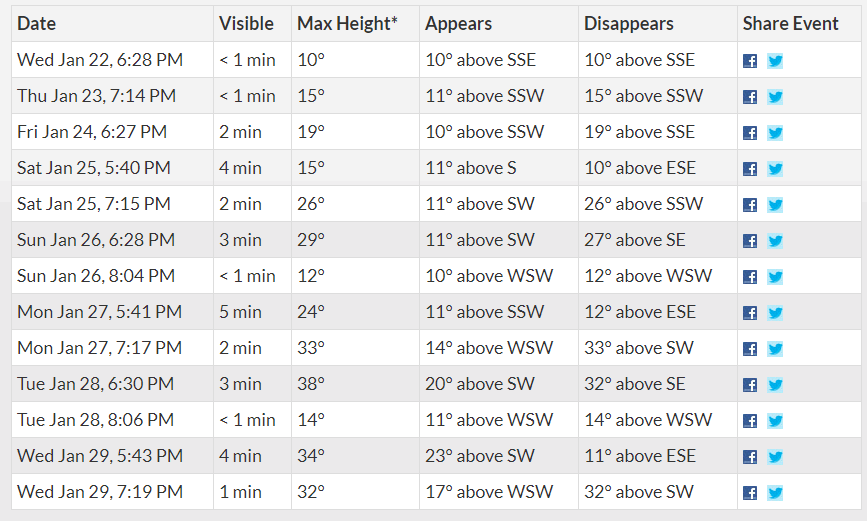 Date Visible Max Height* Appears Disappears Share Event
Wed Jan 22, 6:28 PM < 1 min 10° 10° above SSE 10° above SSE
Thu Jan 23, 7:14 PM < 1 min 15° 11° above SSW 15° above SSW
Fri Jan 24, 6:27 PM 2 min 19° 10° above SSW 19° above SSE
Sat Jan 25, 5:40 PM 4 min 15° 11° above S 10° above ESE
Sat Jan 25, 7:15 PM 2 min 26° 11° above SW 26° above SSW
Sun Jan 26, 6:28 PM 3 min 29° 11° above SW 27° above SE
Sun Jan 26, 8:04 PM < 1 min 12° 10° above WSW 12° above WSW
Mon Jan 27, 5:41 PM 5 min 24° 11° above SSW 12° above ESE
Mon Jan 27, 7:17 PM 2 min 33° 14° above WSW 33° above SW
Tue Jan 28, 6:30 PM 3 min 38° 20° above SW 32° above SE
Tue Jan 28, 8:06 PM < 1 min 14° 11° above WSW 14° above WSW
Wed Jan 29, 5:43 PM 4 min 34° 23° above SW 11° above ESE
Wed Jan 29, 7:19 PM 1 min 32° 17° above WSW 32° above SW